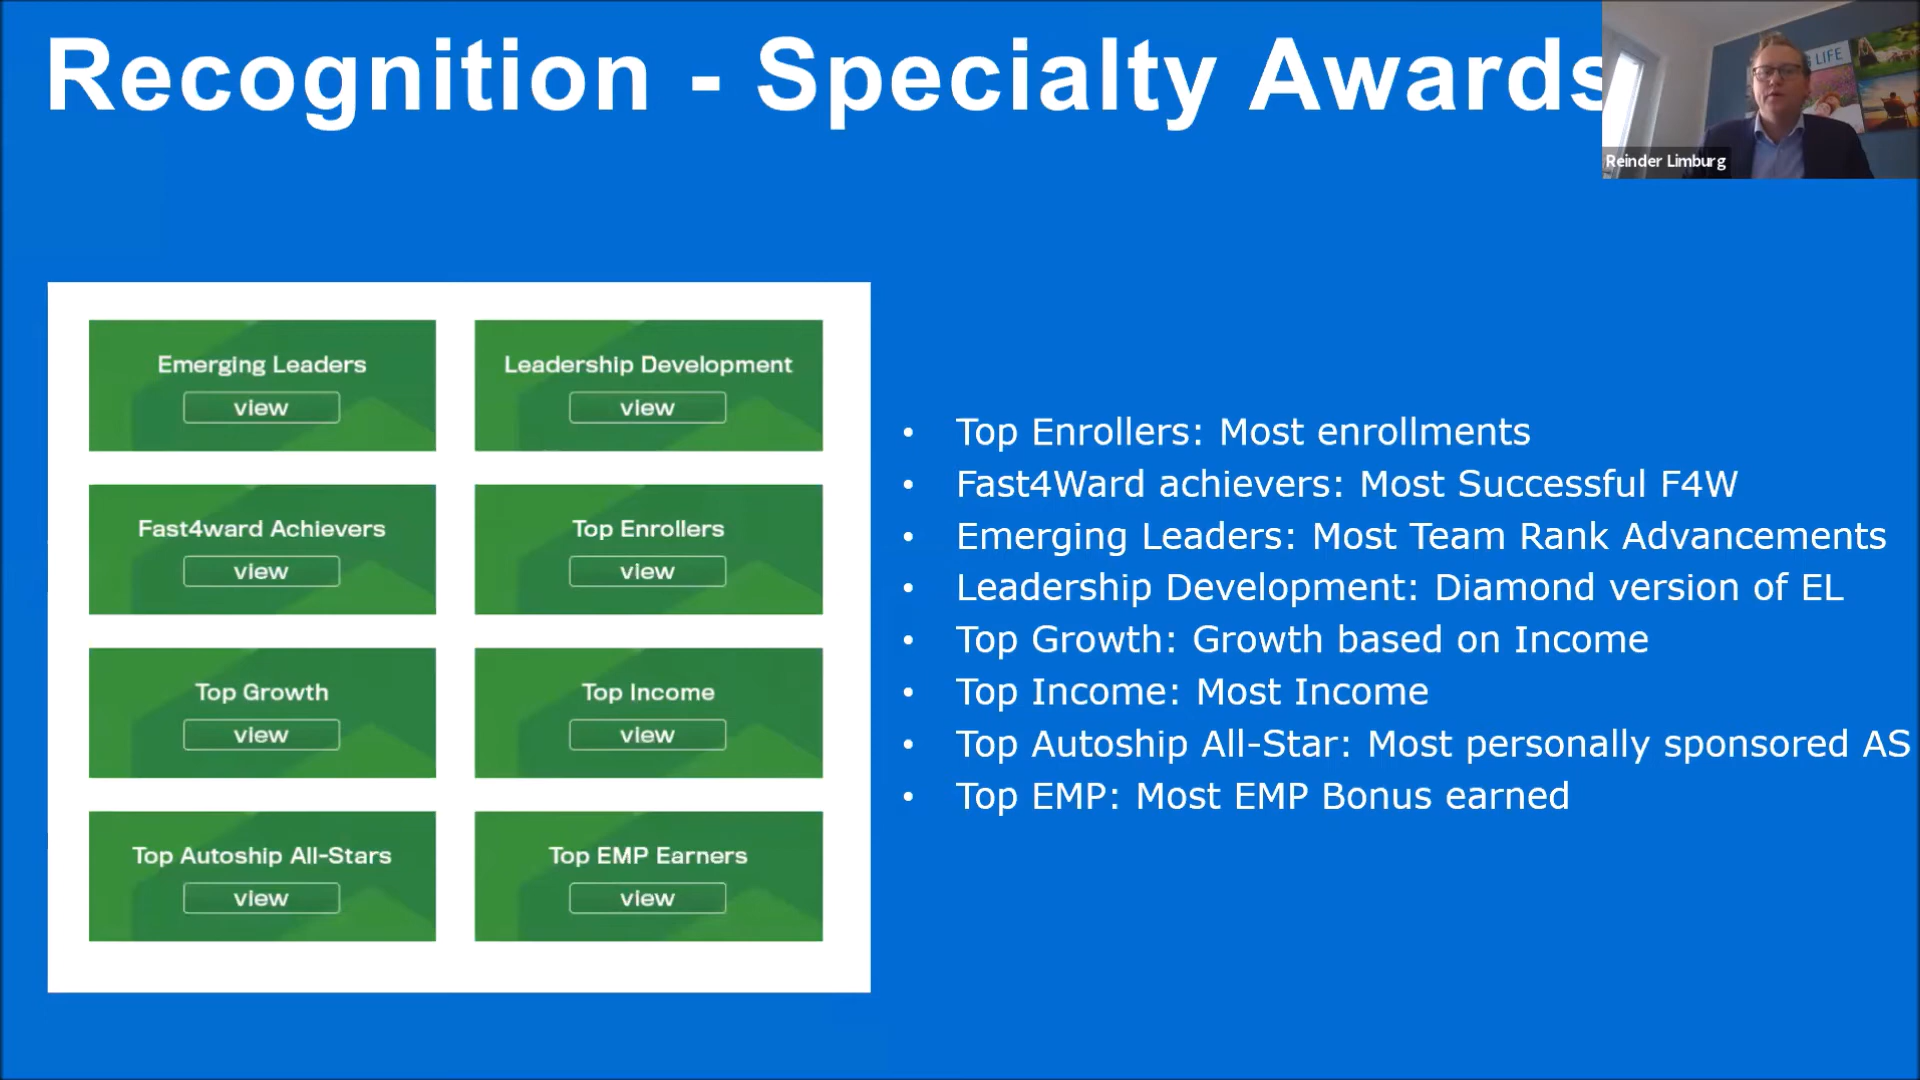 Recognition - Specialty Awards
LIFE
Reinder Limburg
Emerging Leaders
view
Leadership Development
view
Fast4ward Achievers
view
Top Enrollers
view
Top Growth
view
Top Income
view
Top Autoship All-Stars
view
Top EMP Earners
view
• Top Enrollers: Most enrollments
• Fast4Ward achievers: Most Successful F4W
• Emerging Leaders: Most Team Rank Advancements
• Leadership Development: Diamond version of EL
• Top Growth: Growth based on Income
• Top Income: Most Income
• Top Autoship All-Star: Most personally sponsored AS
• Top EMP: Most EMP Bonus earned